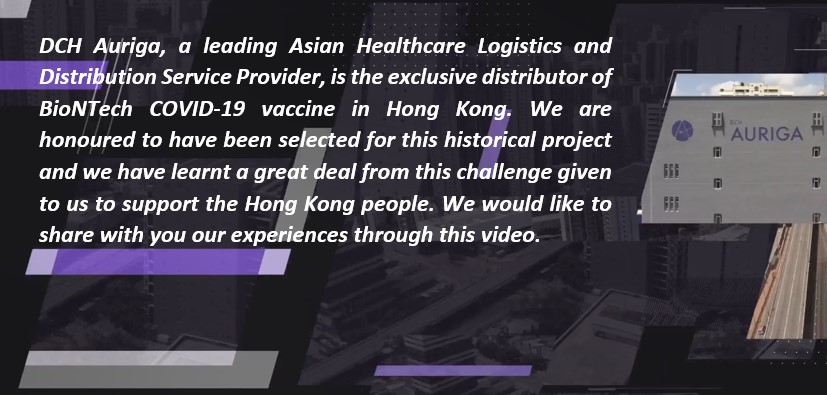 DCH Auriga, a leading Asian Healthcare Logistics and
Distribution Service Provider, is the exclusive distributor of
BioNTech COVID-19 vaccine in Hong Kong. We are
honoured to have been selected for this historical project
and we have learnt a great deal from this challenge given
to us to support the Hong Kong people. We would like to
share with you our experiences through this video.
DCH
AURIGA